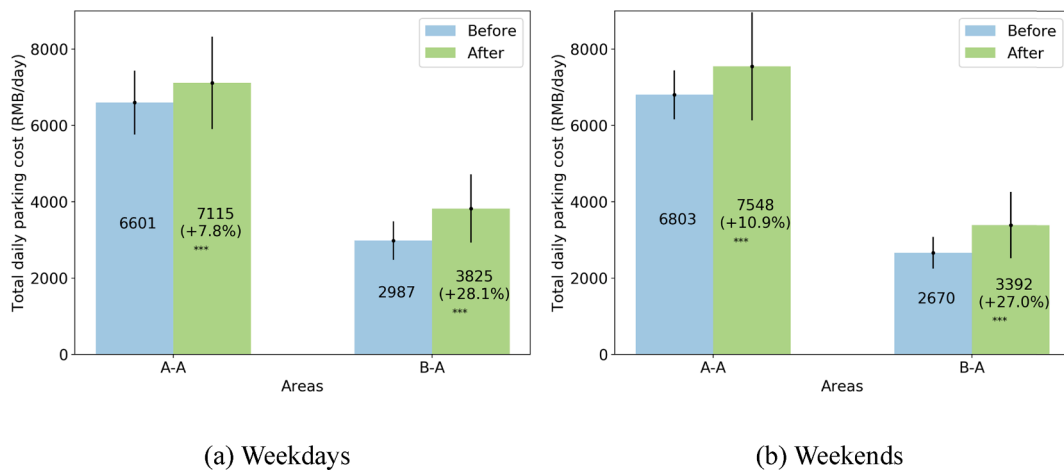 Total daily parking cost (RMB/day)
8000
6000
4000
2000
0
Before
After
6601
7115
(+7.8%)
***
2987
3825
(+28.1%)
***
A-A
B-A
Areas
(a) Weekdays
Total daily parking cost (RMB/day)
8000
6000
4000
2000
0
Before
After
6803
7548
(+10.9%)
***
2670
3392
(+27.0%)
***
A-A
B-A
Areas
(b) Weekends